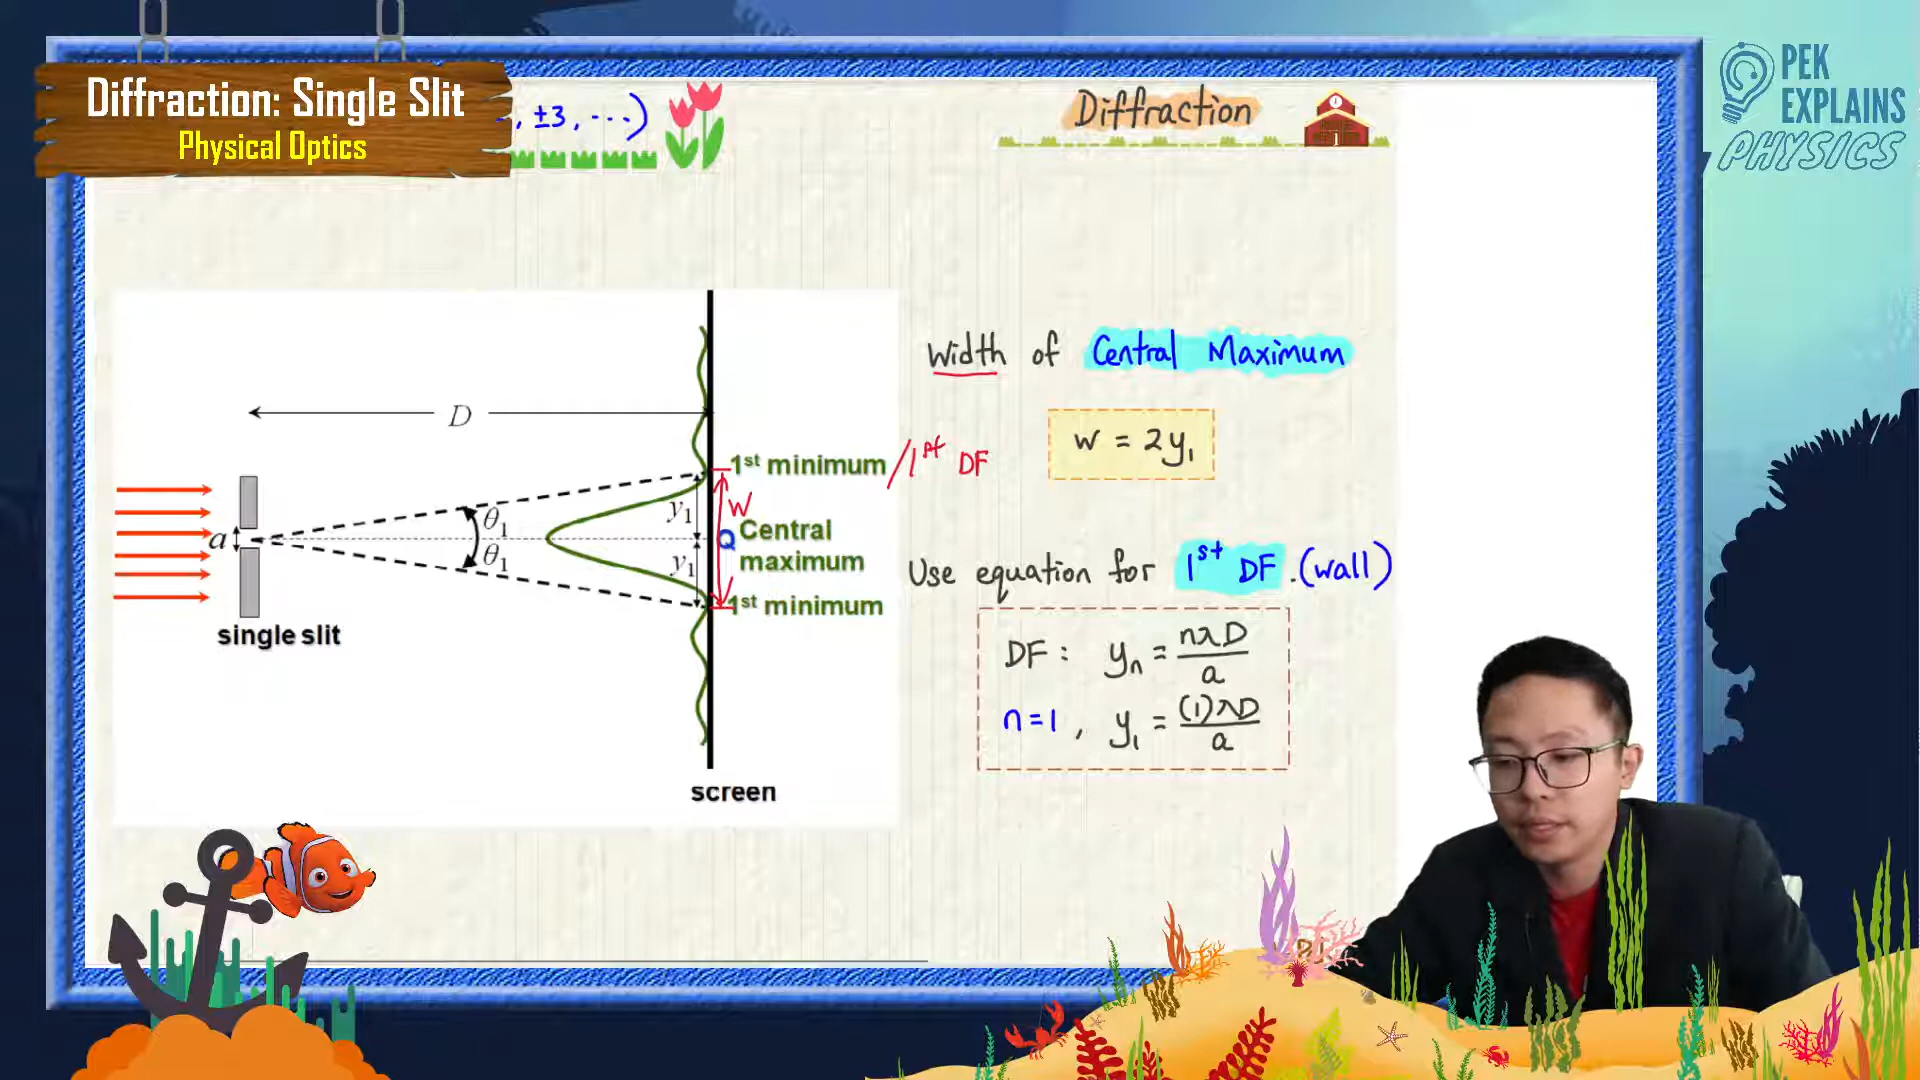 Diffraction: Single Slit
Physical Optics
, ±3, ...)
Diffraction
PEK
EXPLAINS
PHYSICS
Width of Central Maximum
w = 2y₁
D
1st minimum / 1st DF
W
y₁
θ₁
a
Q Central
maximum
θ₁
y₁
1st minimum
single slit
screen
Use equation for 1st DF. (wall)
DF: yₙ = nλD/a
n=1, y₁ = (1)λD/a